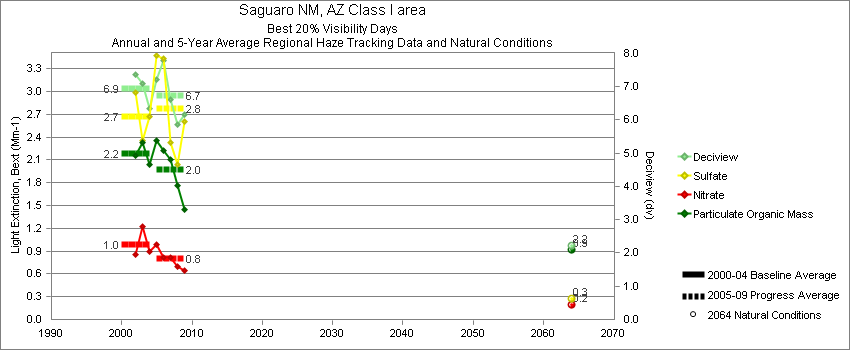 Saguaro NM, AZ Class I area
Best 20% Visibility Days
Annual and 5-Year Average Regional Haze Tracking Data and Natural Conditions
Light Extinction, Bext (Mm-1)
3.3
3.0
2.7
2.4
2.1
1.8
1.5
1.2
0.9
0.6
0.3
0.0
6.9
2.7
2.2
1.0
6.7
2.8
2.0
0.8
2.2
0.9
0.3
0.2
8.0
7.0
6.0
5.0
4.0
3.0
2.0
1.0
0.0
Deciview (dv)
1990 2000 2010 2020 2030 2040 2050 2060 2070
Deciview
Sulfate
Nitrate
Particulate Organic Mass
2000-04 Baseline Average
2005-09 Progress Average
2064 Natural Conditions